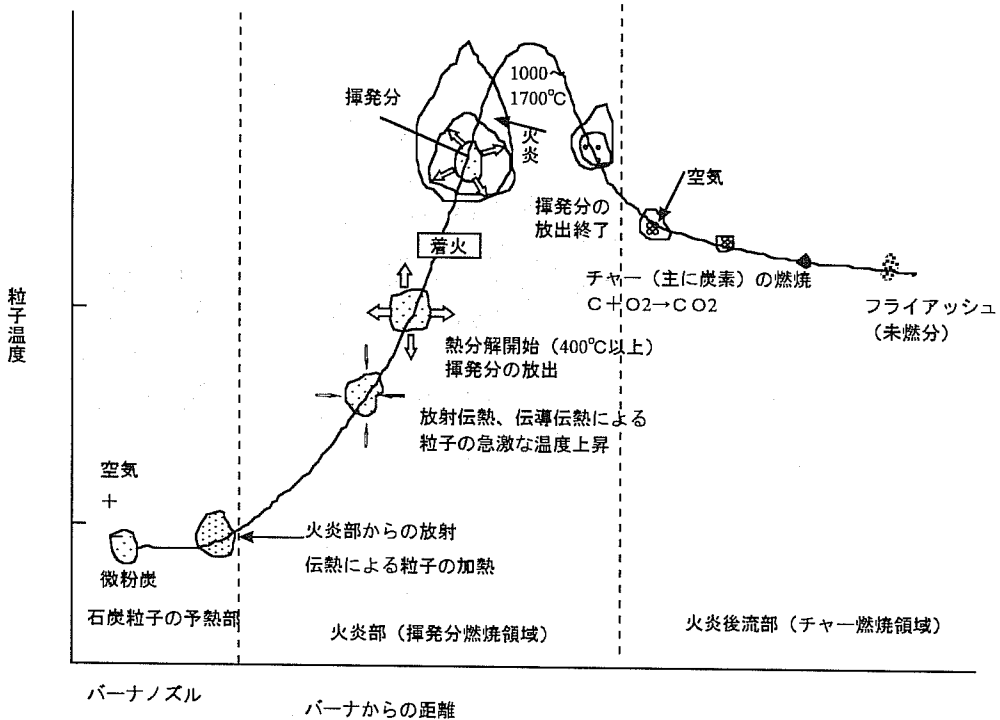 1000~
1700℃
揮発分
火炎
揮発分の
放出終了
空気
着火
チャー（主に炭素）の燃焼
C＋O2→CO2
フライアッシュ
（未燃分）
熱分解開始（400℃以上）
揮発分の放出
放射伝熱、伝導伝熱による
粒子の急激な温度上昇
粒子温度
空気
＋
微粉炭
火炎部からの放射
伝熱による粒子の加熱
石炭粒子の予熱部
火炎部（揮発分燃焼領域）
火炎後流部（チャー燃焼領域）
バーナノズル
バーナからの距離